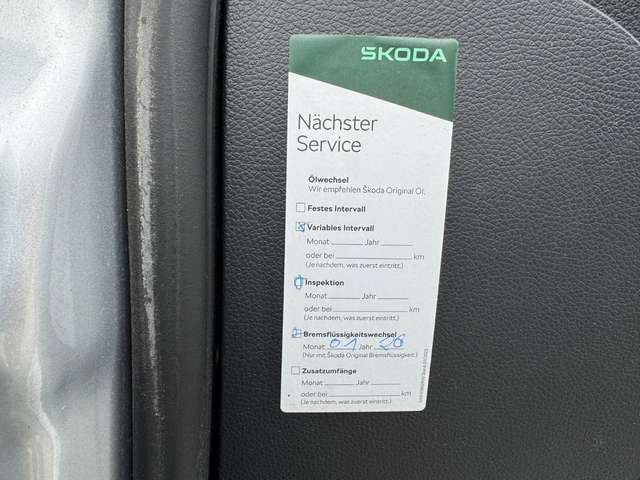 SKODA
Nächster
Service
Ölwechsel
Wir empfehlen Škoda Original Öl.
Festes Intervall
Variables Intervall
Monat Jahr
oder bei km
(Je nachdem, was zuerst eintritt.)
Inspektion
Monat Jahr
oder bei km
(Je nachdem, was zuerst eintritt.)
Bremsflüssigkeitswechsel
Monat 01 Jahr 26
(Nur mit Škoda Original Bremsflüssigkeit.)
Zusatzumfänge
Monat Jahr
oder bei km
(Je nachdem, was zuerst eintritt.)